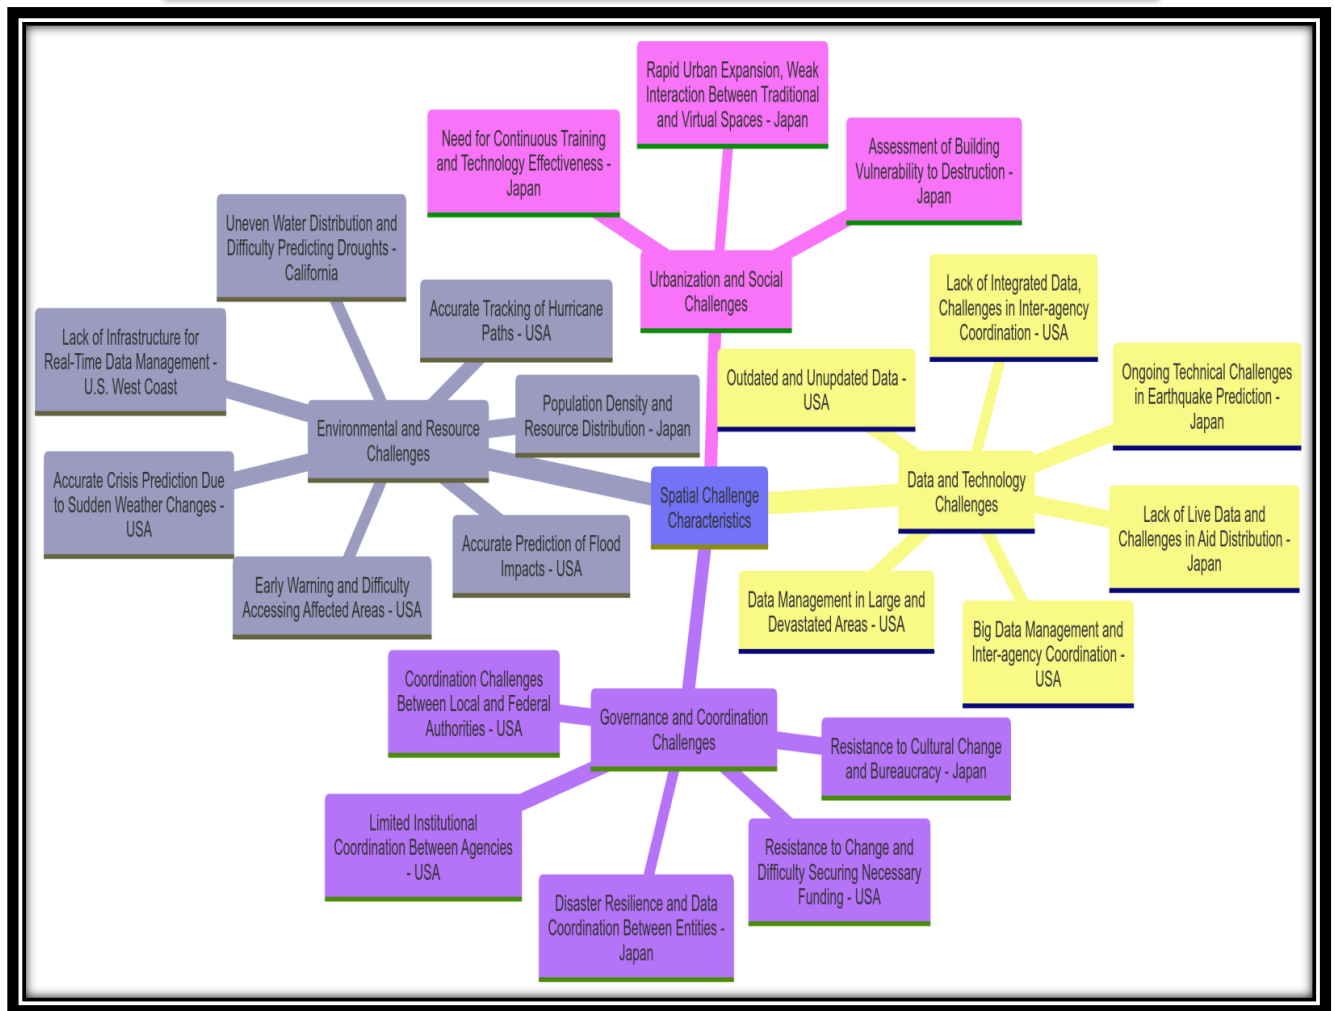 Rapid Urban Expansion, Weak
Interaction Between Traditional
and Virtual Spaces - Japan
Need for Continuous Training
and Technology Effectiveness -
Japan
Assessment of Building
Vulnerability to Destruction -
Japan
Urbanization and Social
Challenges
Uneven Water Distribution and
Difficulty Predicting Droughts -
California
Accurate Tracking of Hurricane
Paths - USA
Lack of Infrastructure for
Real-Time Data Management -
U.S. West Coast
Population Density and
Resource Distribution - Japan
Environmental and Resource
Challenges
Accurate Crisis Prediction Due
to Sudden Weather Changes -
USA
Early Warning and Difficulty
Accessing Affected Areas - USA
Accurate Prediction of Flood
Impacts - USA
Spatial Challenge
Characteristics
Lack of Integrated Data,
Challenges in Inter-agency
Coordination - USA
Outdated and Unupdated Data -
USA
Ongoing Technical Challenges
in Earthquake Prediction -
Japan
Data and Technology
Challenges
Lack of Live Data and
Challenges in Aid Distribution -
Japan
Data Management in Large and
Devastated Areas - USA
Big Data Management and
Inter-agency Coordination -
USA
Coordination Challenges
Between Local and Federal
Authorities - USA
Governance and Coordination
Challenges
Resistance to Cultural Change
and Bureaucracy - Japan
Limited Institutional
Coordination Between Agencies
- USA
Resistance to Change and
Difficulty Securing Necessary
Funding - USA
Disaster Resilience and Data
Coordination Between Entities -
Japan